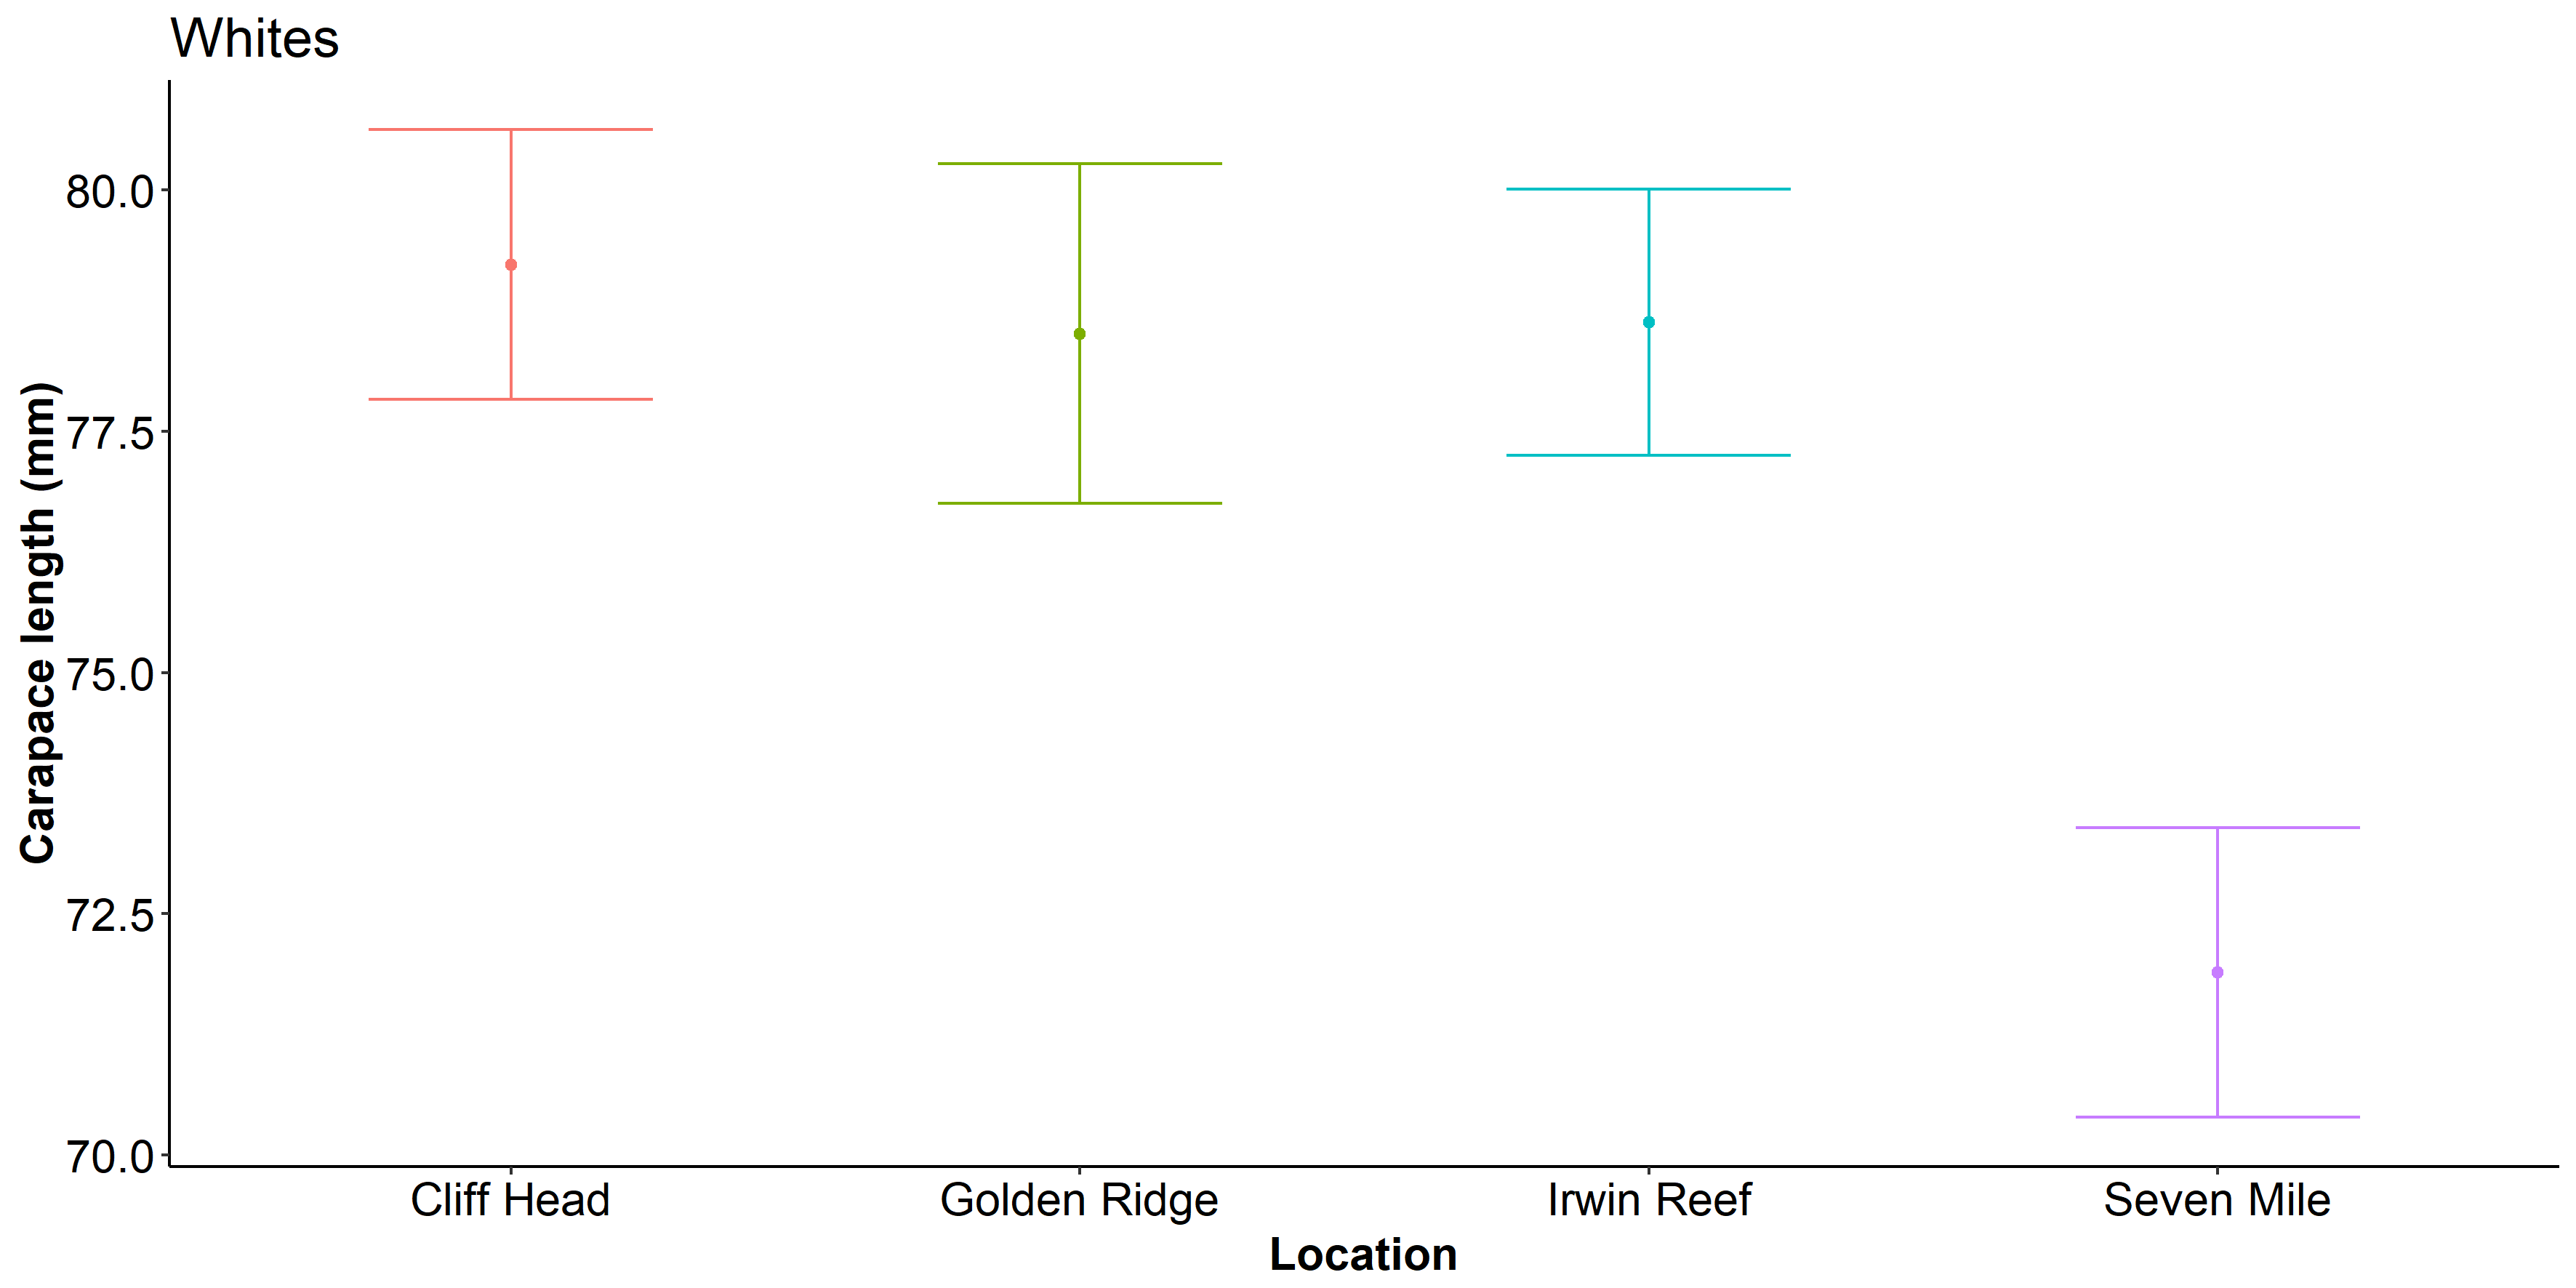 Whites
Carapace length (mm)
80.0
77.5
75.0
72.5
70.0
Cliff Head Golden Ridge Irwin Reef Seven Mile
Location